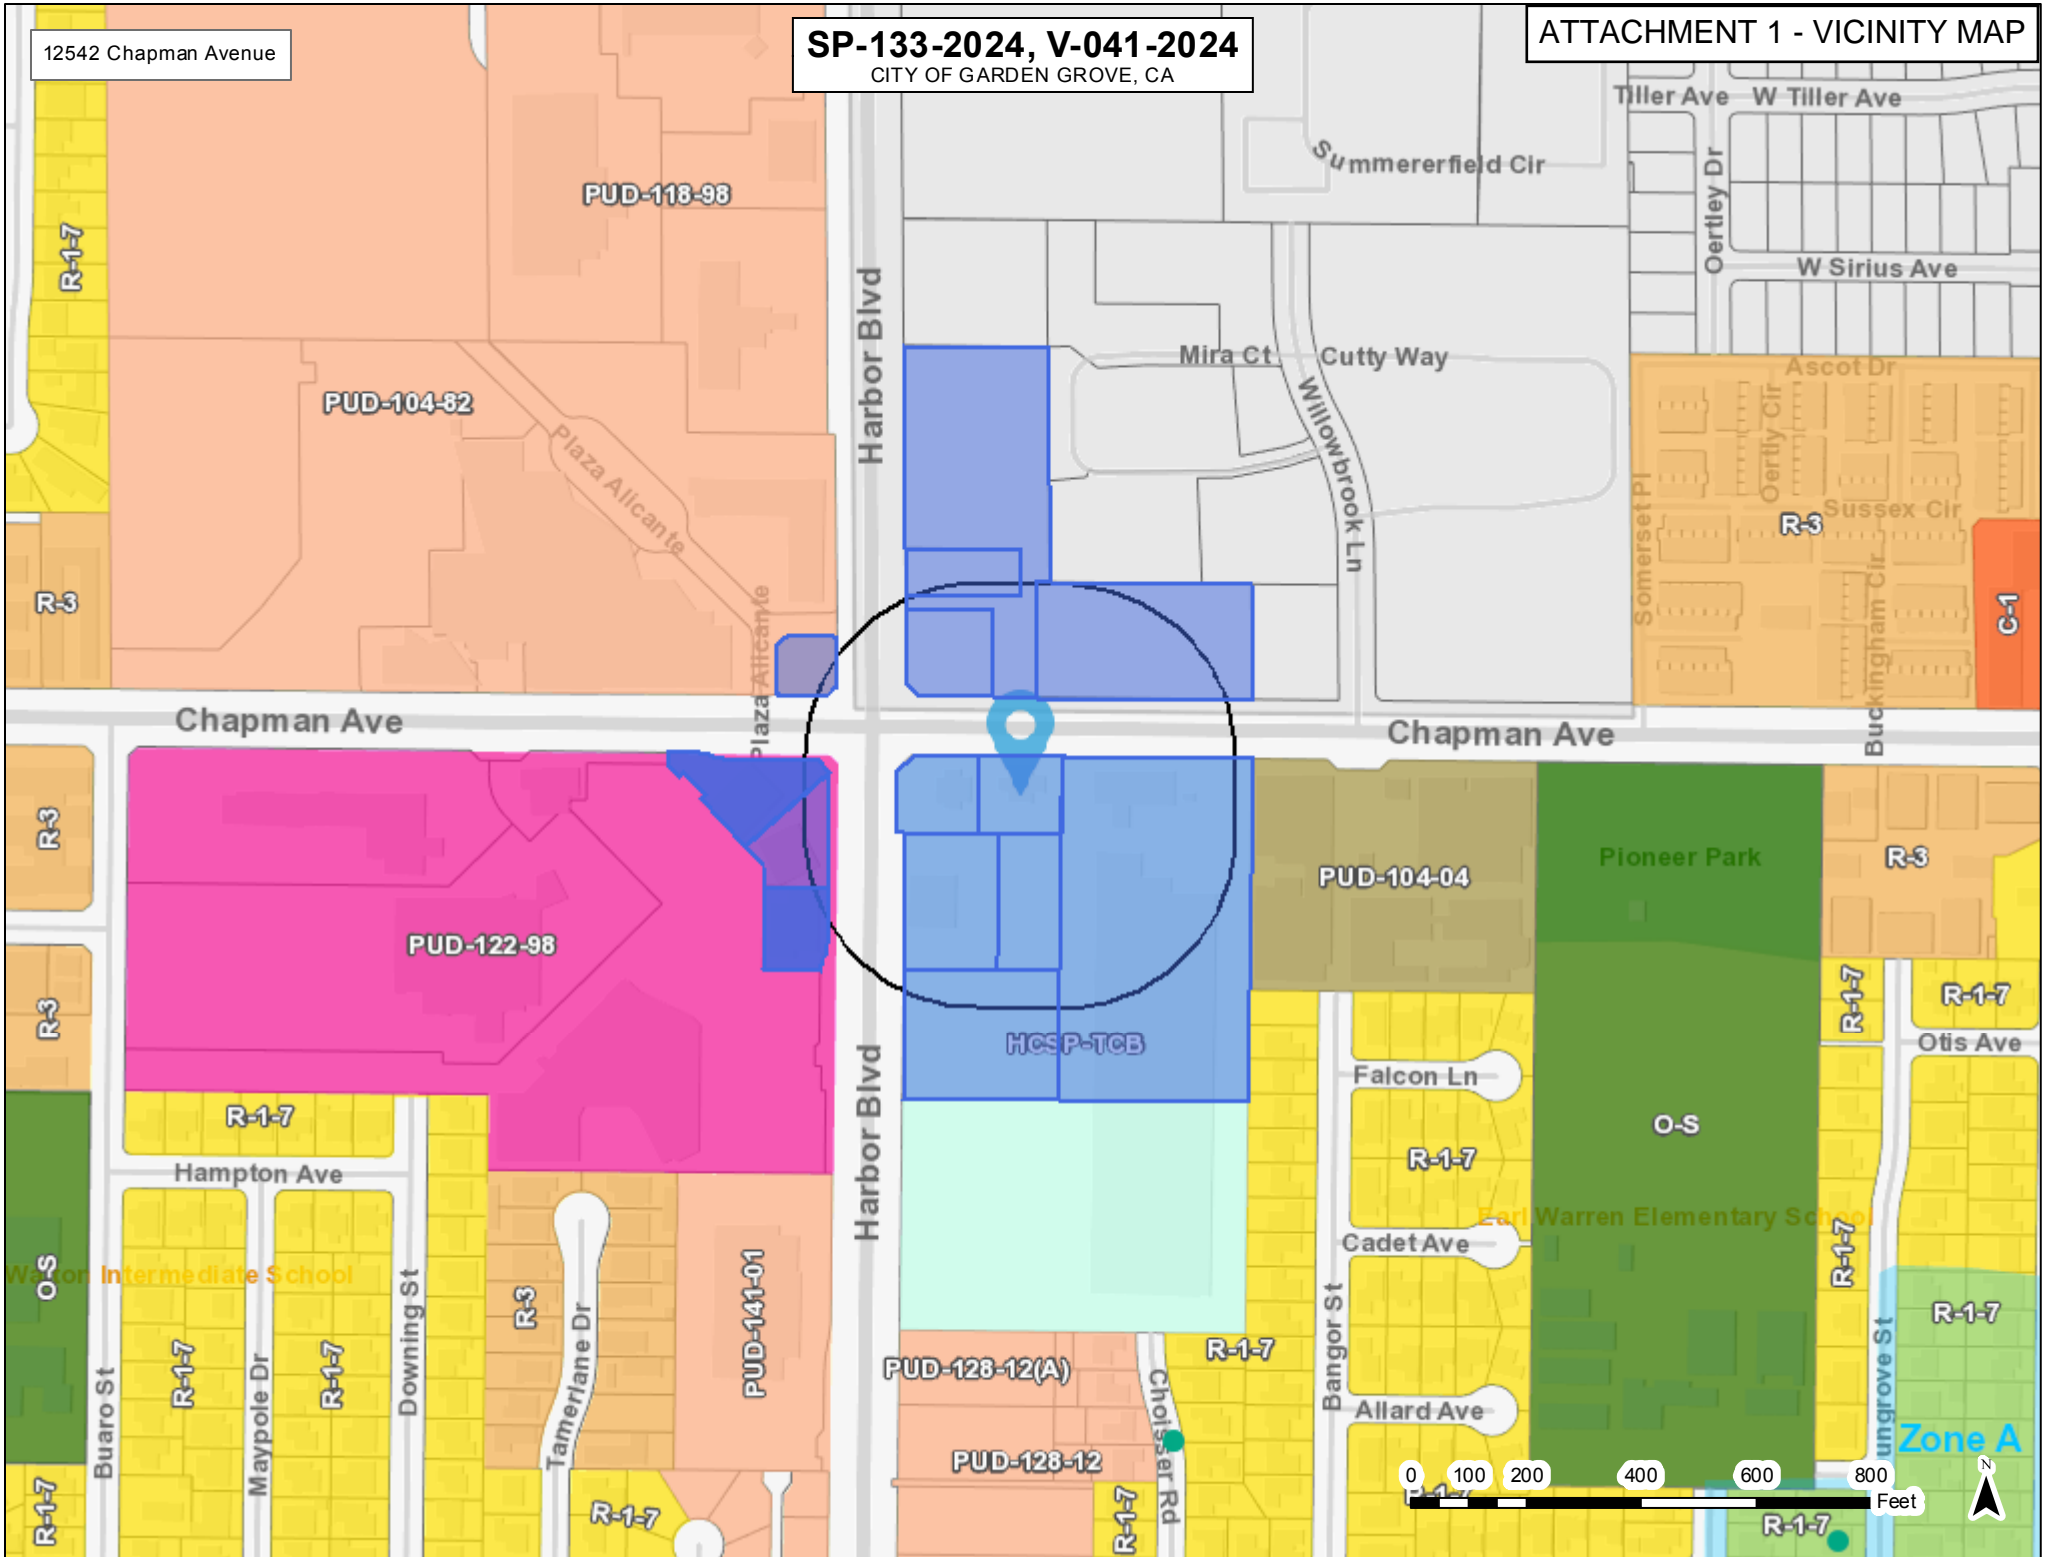 12542 Chapman Avenue
SP-133-2024, V-041-2024
CITY OF GARDEN GROVE, CA
ATTACHMENT 1 - VICINITY MAP
Tiller Ave
W Tiller Ave
Summererfield Cir
Oertley Dr
W Sirius Ave
PUD-118-98
R-1-7
Harbor Blvd
Mira Ct
Cutty Way
Willowbrook Ln
Ascot Dr
Oertly Cir
Sussex Cir
R-3
Somerset Pl
Buckingham Cir
C-1
PUD-104-82
Plaza Alicante
Plaza Alicante
R-3
Chapman Ave
Chapman Ave
R-3
PUD-122-98
R-3
PUD-104-04
Pioneer Park
R-3
R-1-7
R-1-7
Otis Ave
HCSP-TCB
Falcon Ln
R-1-7
O-S
Cadet Ave
Earl Warren Elementary School
R-1-7
R-1-7
R-1-7
Hampton Ave
Harbor Blvd
O-S
Walton Intermediate School
R-3
Tamerlane Dr
PUD-141-01
Buaro St
R-1-7
Maypole Dr
R-1-7
Downing St
PUD-128-12(A)
Choisser Rd
R-1-7
Bangor St
Allard Ave
ungrove St
Zone A
PUD-128-12
R-1-7
R-1-7
R-1-7
R-1-7
R-1-7
0 100 200 400 600 800
Feet
N